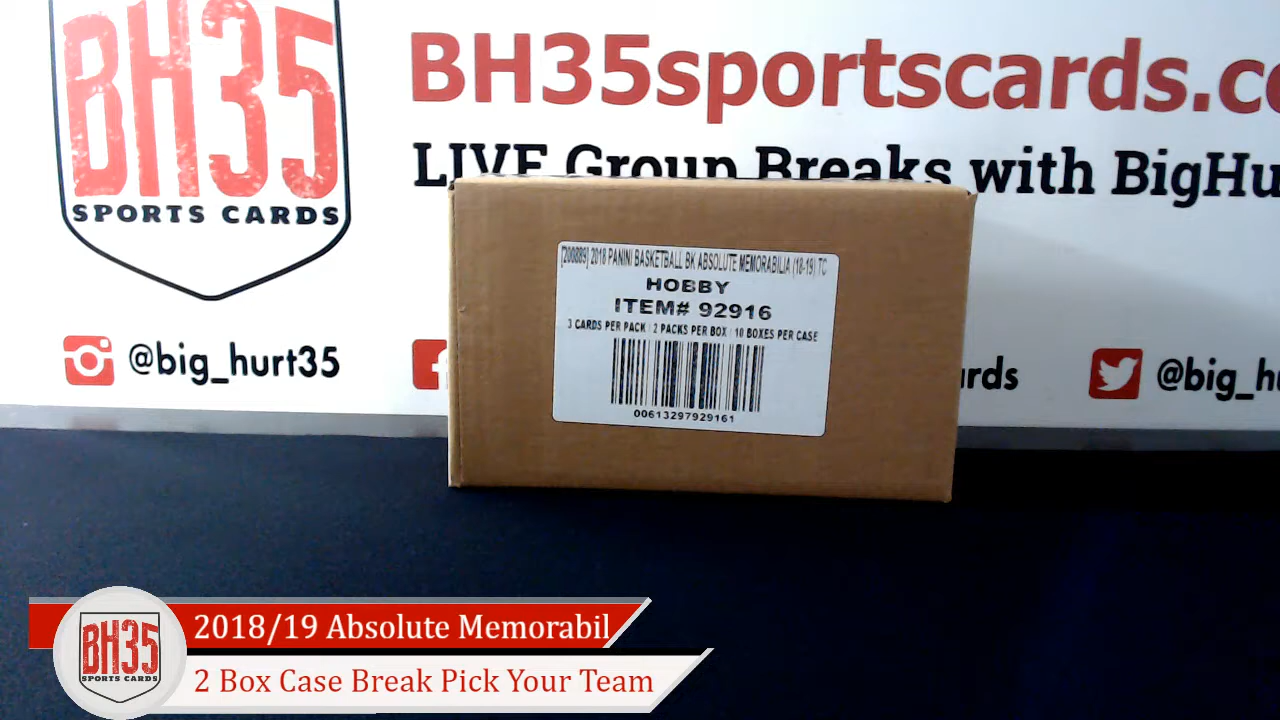 BH35
SPORTS CARDS
BH35sportscards.co
LIVE Group Breaks with BigHu
@big_hurt35
f
rds
@big_h
[200889] 2018 PANINI BASKETBALL BK ABSOLUTE MEMORABILIA (18-19) TC
HOBBY
ITEM# 92916
3 CARDS PER PACK | 2 PACKS PER BOX | 10 BOXES PER CASE
00613297929161
BH35
SPORTS CARDS
2018/19 Absolute Memorabil
2 Box Case Break Pick Your Team